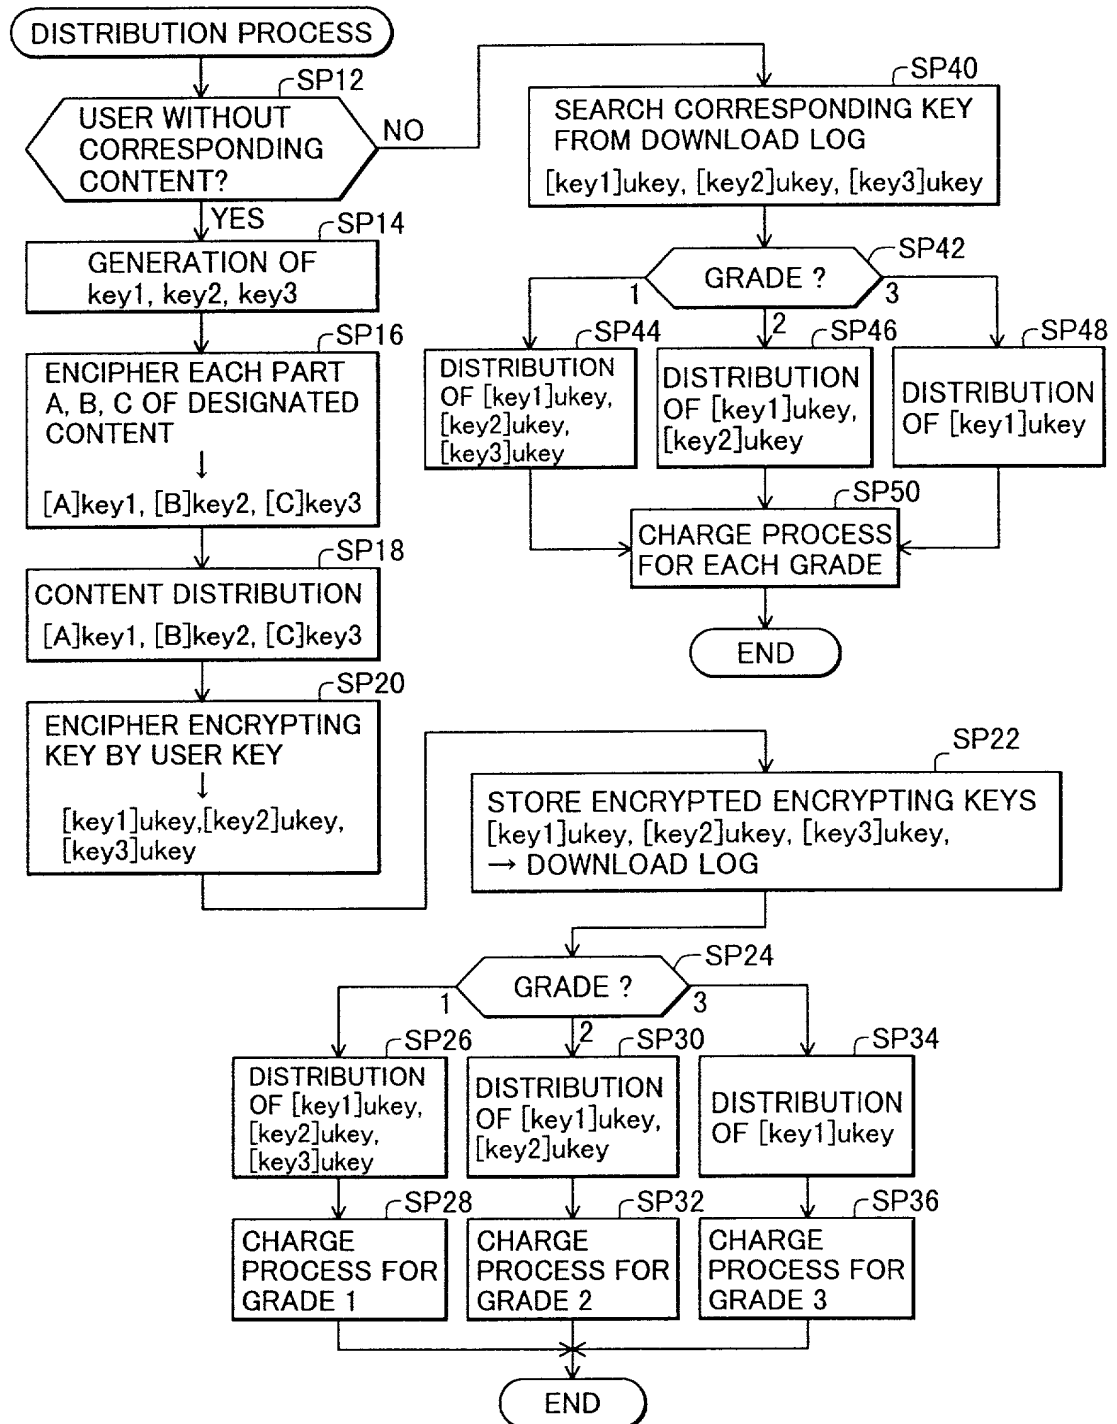 DISTRIBUTION PROCESS
SP12
USER WITHOUT
CORRESPONDING
CONTENT?
NO
YES
SP14
GENERATION OF
key1, key2, key3
SP16
ENCIPHER EACH PART
A, B, C OF DESIGNATED
CONTENT
↓
[A]key1, [B]key2, [C]key3
SP18
CONTENT DISTRIBUTION
[A]key1, [B]key2, [C]key3
SP20
ENCIPHER ENCRYPTING
KEY BY USER KEY
↓
[key1]ukey,[key2]ukey,
[key3]ukey
SP40
SEARCH CORRESPONDING KEY
FROM DOWNLOAD LOG
[key1]ukey, [key2]ukey, [key3]ukey
SP42
GRADE ?
1
2
3
SP44
DISTRIBUTION
OF [key1]ukey,
[key2]ukey,
[key3]ukey
SP46
DISTRIBUTION
OF [key1]ukey,
[key2]ukey
SP48
DISTRIBUTION
OF [key1]ukey
SP50
CHARGE PROCESS
FOR EACH GRADE
END
SP22
STORE ENCRYPTED ENCRYPTING KEYS
[key1]ukey, [key2]ukey, [key3]ukey,
→ DOWNLOAD LOG
SP24
GRADE ?
1
2
3
SP26
DISTRIBUTION
OF [key1]ukey,
[key2]ukey,
[key3]ukey
SP30
DISTRIBUTION
OF [key1]ukey,
[key2]ukey
SP34
DISTRIBUTION
OF [key1]ukey
SP28
CHARGE
PROCESS FOR
GRADE 1
SP32
CHARGE
PROCESS FOR
GRADE 2
SP36
CHARGE
PROCESS FOR
GRADE 3
END